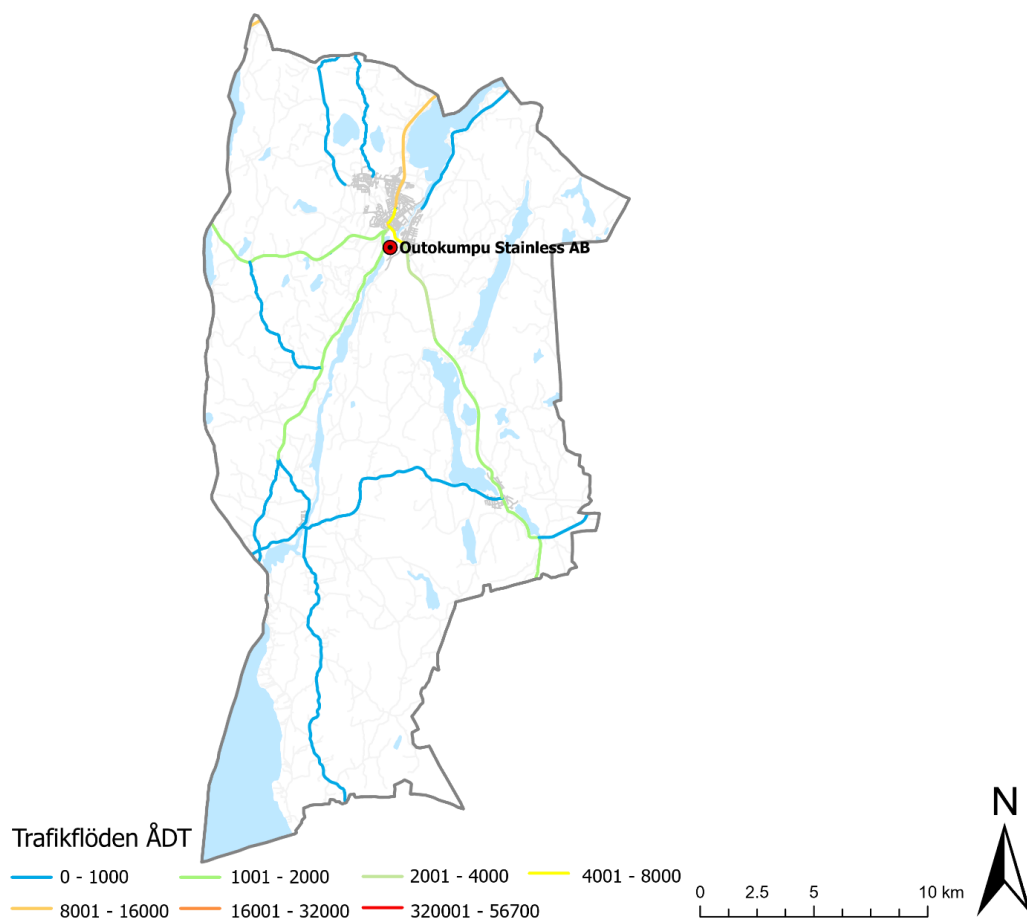 Outokumpu Stainless AB
Trafikflöden ÅDT
0 - 1000
1001 - 2000
2001 - 4000
4001 - 8000
8001 - 16000
16001 - 32000
320001 - 56700
N
0 2.5 5 10 km